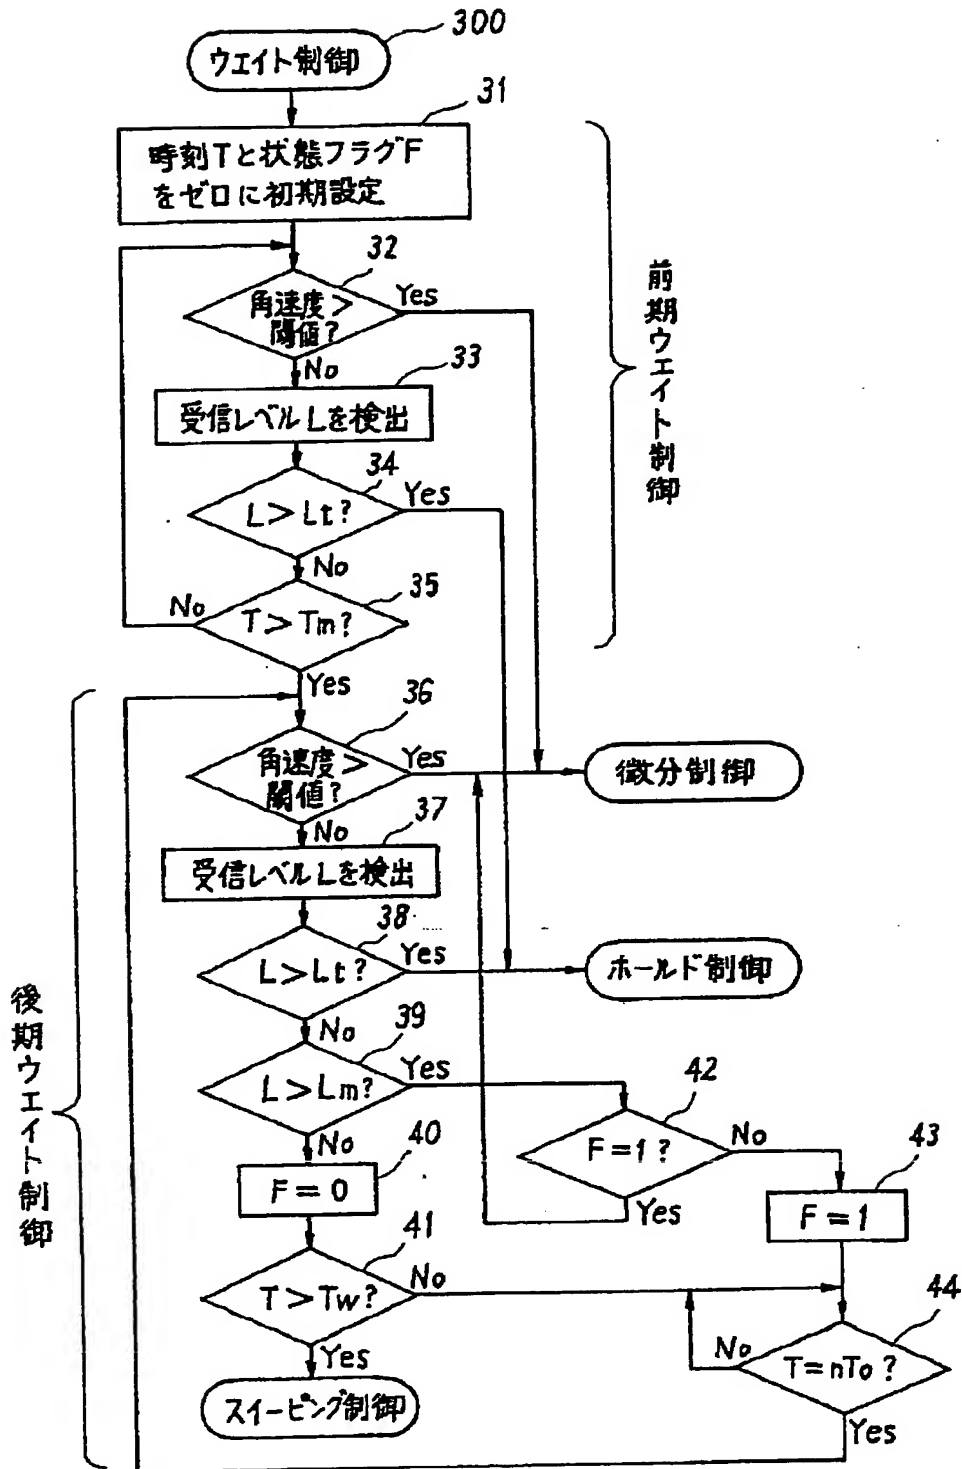 300
ウエイト制御
31
時刻Tと状態フラグF
をゼロに初期設定
32
角速度>
閾値?
Yes
No
33
受信レベルLを検出
34
L>Lt?
Yes
No
35
T>Tm?
No
Yes
前期ウエイト制御
36
角速度>
閾値?
Yes
No
微分制御
37
受信レベルLを検出
38
L>Lt?
Yes
No
ホールド制御
39
L>Lm?
Yes
No
40
F=0
41
T>Tw?
No
Yes
スイーピング制御
42
F=1?
No
Yes
43
F=1
44
T=nTo?
No
Yes
後期ウエイト制御